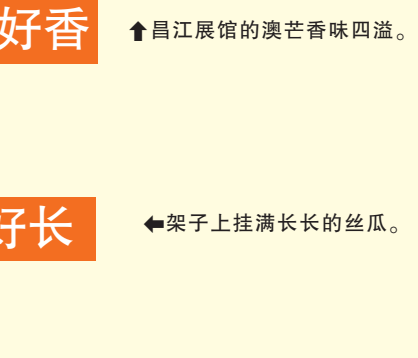 好香
⬆昌江展馆的澳芒香味四溢。
好长
⬅架子上挂满长长的丝瓜。